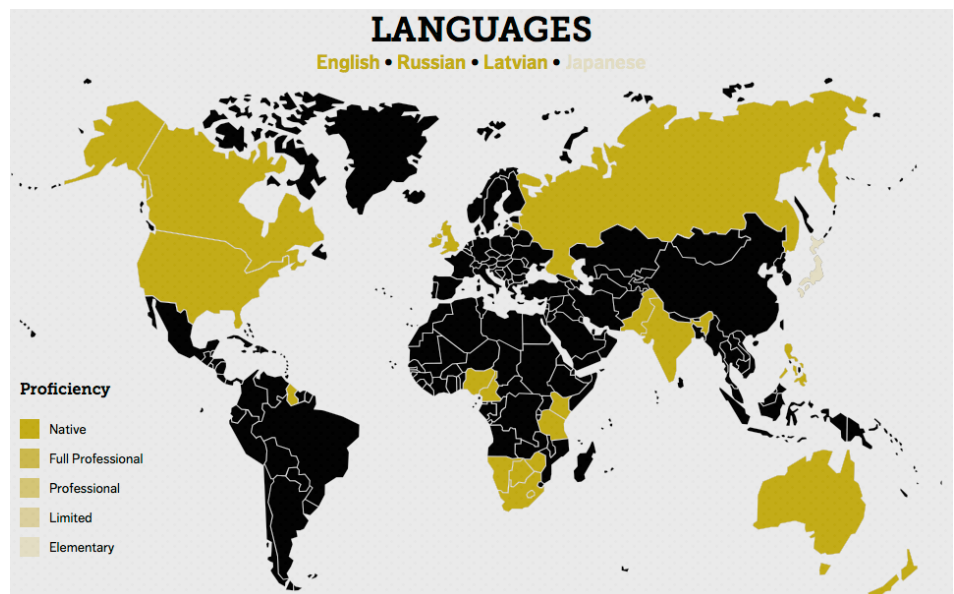 LANGUAGES
English • Russian • Latvian • Japanese
Proficiency
Native
Full Professional
Professional
Limited
Elementary